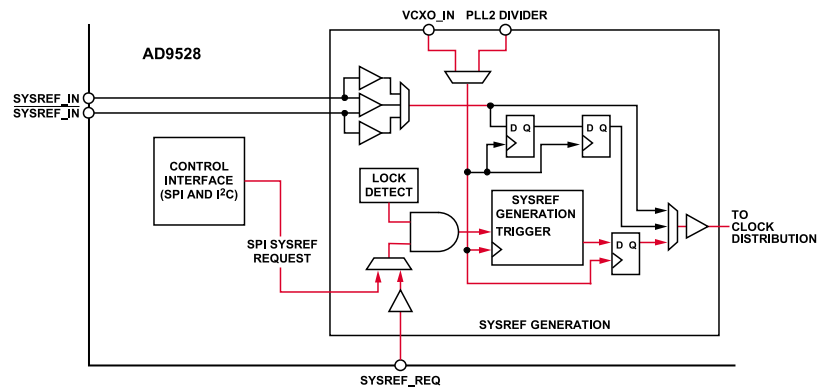 VCXO_IN PLL2 DIVIDER
AD9528
SYSREF_IN
SYSREF_IN
CONTROL
INTERFACE
(SPI AND I²C)
LOCK
DETECT
D Q
D Q
SYSREF
GENERATION
TRIGGER
D Q
TO
CLOCK
DISTRIBUTION
SPI SYSREF
REQUEST
SYSREF GENERATION
SYSREF_REQ